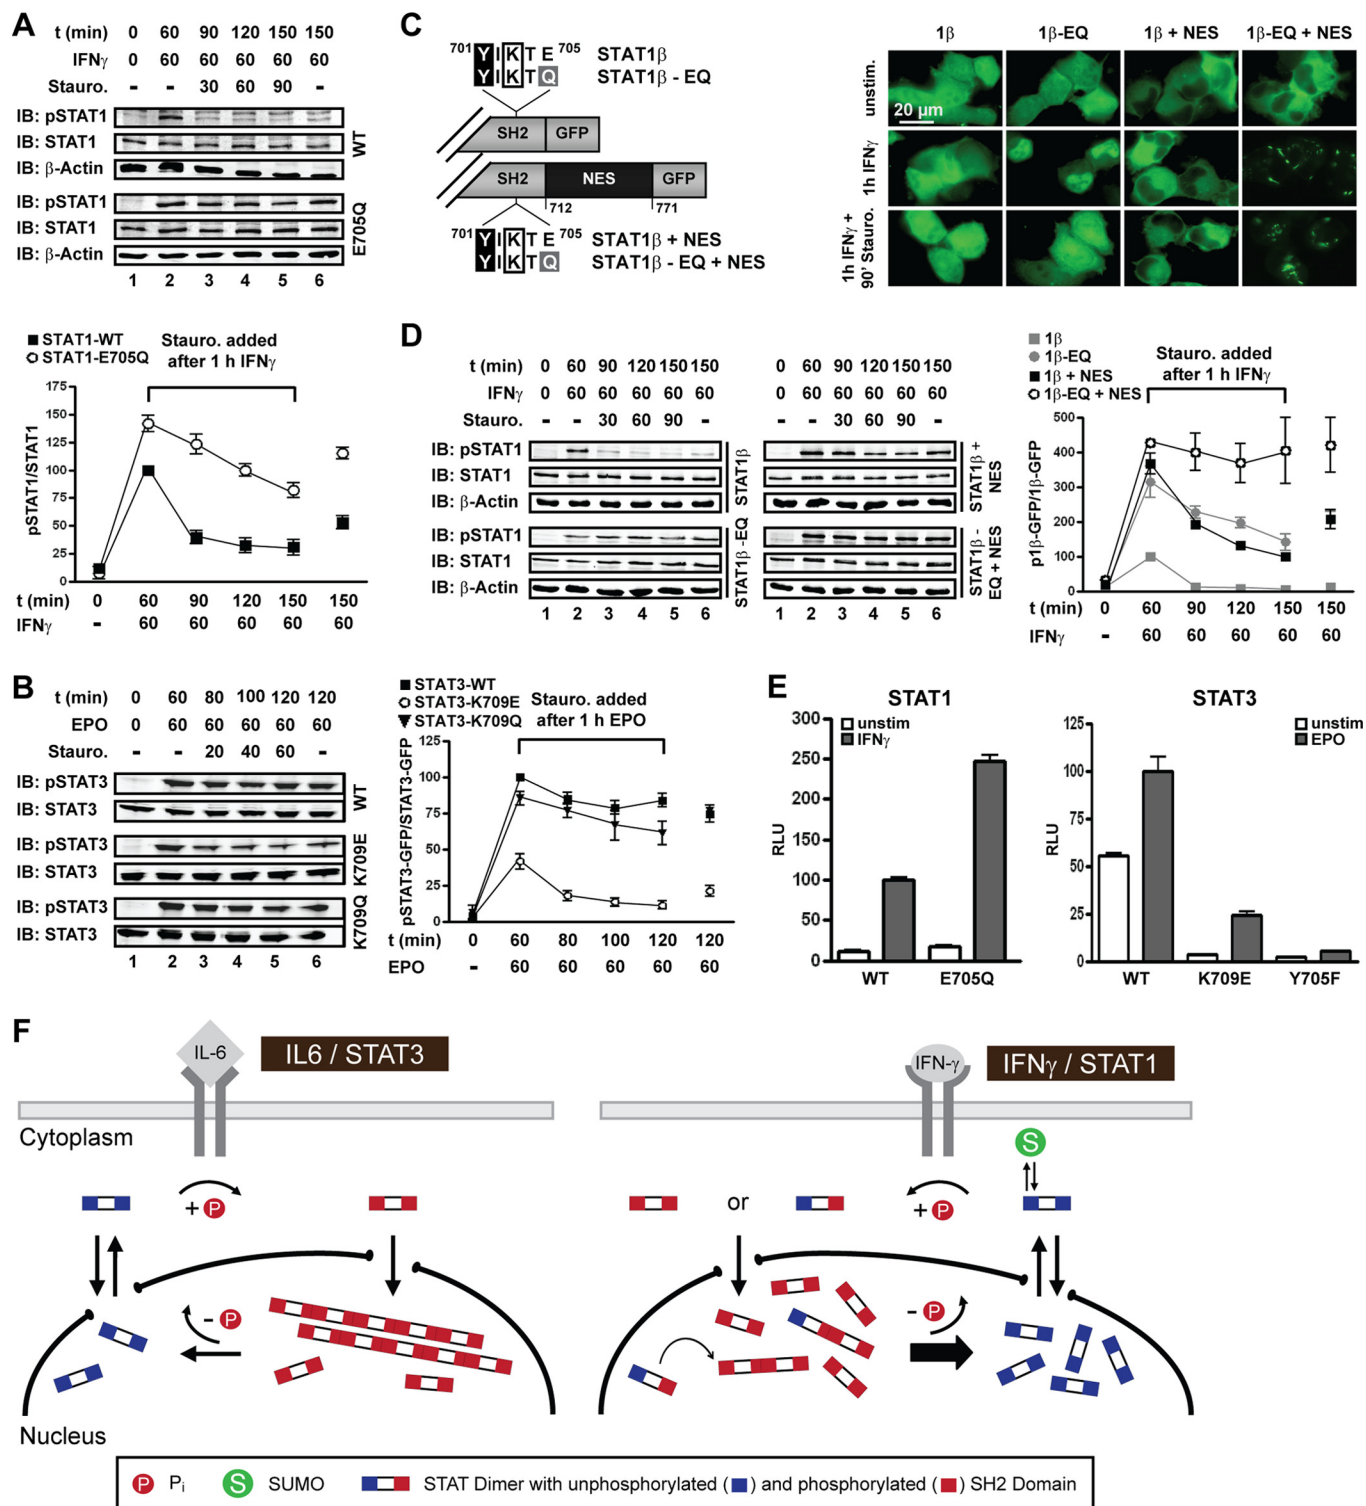 A
t (min) 0 60 90 120 150 150
IFNγ 0 60 60 60 60 60
Stauro. - - 30 60 90 -
IB: pSTAT1
IB: STAT1
IB: β-Actin
WT
IB: pSTAT1
IB: STAT1
IB: β-Actin
E705Q
1 2 3 4 5 6
STAT1-WT
STAT1-E705Q
Stauro. added
after 1 h IFNγ
pSTAT1/STAT1
175
150
125
100
75
50
25
0
t (min) 0 60 90 120 150 150
IFNγ - 60 60 60 60 60
B
t (min) 0 60 80 100 120 120
EPO 0 60 60 60 60 60
Stauro. - - 20 40 60 -
IB: pSTAT3
IB: STAT3
WT
IB: pSTAT3
IB: STAT3
K709E
IB: pSTAT3
IB: STAT3
K709Q
1 2 3 4 5 6
STAT3-WT
STAT3-K709E
STAT3-K709Q
Stauro. added
after 1 h EPO
pSTAT3-GFP/STAT3-GFP
125
100
75
50
25
0
t (min) 0 60 80 100 120 120
EPO - 60 60 60 60 60
C
701 Y I K T E 705 STAT1β
Y I K T Q STAT1β - EQ
SH2 GFP
SH2 NES GFP
712 771
701 Y I K T E 705 STAT1β + NES
Y I K T Q STAT1β - EQ + NES
1β 1β-EQ 1β + NES 1β-EQ + NES
unstim.
20 µm
1h IFNγ
1h IFNγ +
90' Stauro.
D
t (min) 0 60 90 120 150 150 0 60 90 120 150 150
IFNγ 0 60 60 60 60 60 0 60 60 60 60 60
Stauro. - - 30 60 90 - - - 30 60 90 -
IB: pSTAT1
IB: STAT1
IB: β-Actin
STAT1β
STAT1β +
NES
IB: pSTAT1
IB: STAT1
IB: β-Actin
STAT1β -EQ
STAT1β -
EQ + NES
1 2 3 4 5 6 1 2 3 4 5 6
1β
1β-EQ
1β + NES
1β-EQ + NES
Stauro. added
after 1 h IFNγ
p1β-GFP/1β-GFP
500
400
300
200
100
0
t (min) 0 60 90 120 150 150
IFNγ - 60 60 60 60 60
E
STAT1
unstim
IFNγ
RLU
300
250
200
150
100
50
0
WT E705Q
STAT3
unstim
EPO
RLU
125
100
75
50
25
0
WT K709E Y705F
F
IL-6
IL6 / STAT3
Cytoplasm
+ P
- P
Nucleus
IFN-γ
IFNγ / STAT1
S
or
+ P
- P
P Pi S SUMO STAT Dimer with unphosphorylated ( ) and phosphorylated ( ) SH2 Domain